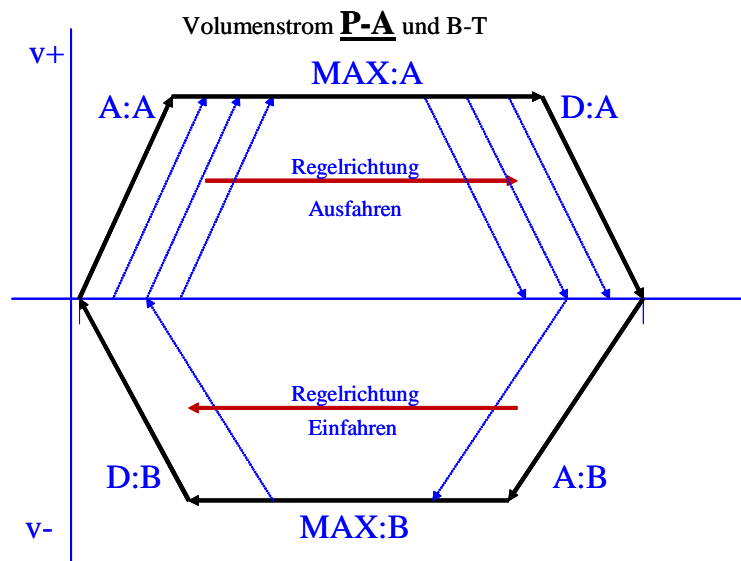 Volumenstrom P-A und B-T
v+
MAX:A
A:A
D:A
Regelrichtung
Ausfahren
Regelrichtung
Einfahren
D:B
A:B
v-
MAX:B